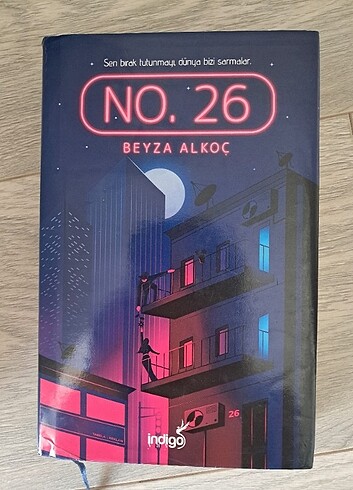 Sen bırak tutunmayı, dünya bizi sarmalar.
NO. 26
BEYZA ALKOÇ
26
indigo